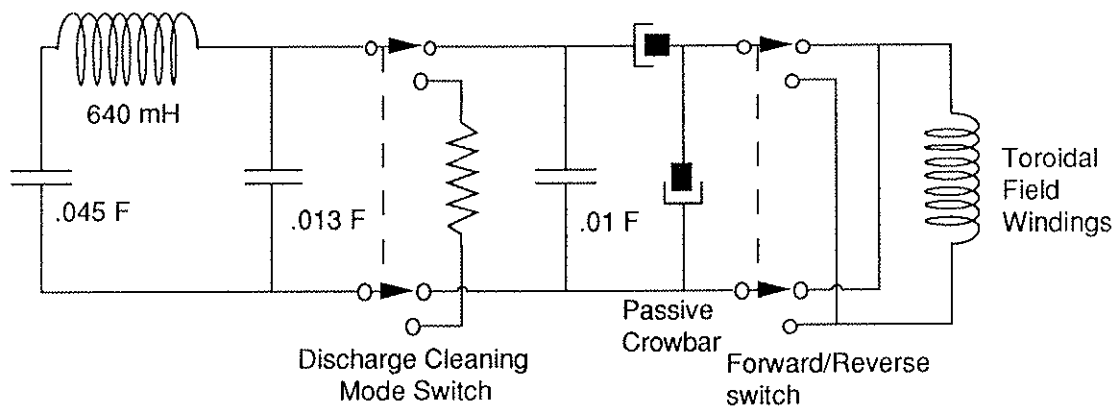 640 mH
.045 F
.013 F
.01 F
Toroidal
Field
Windings
Passive
Crowbar
Discharge Cleaning
Mode Switch
Forward/Reverse
switch